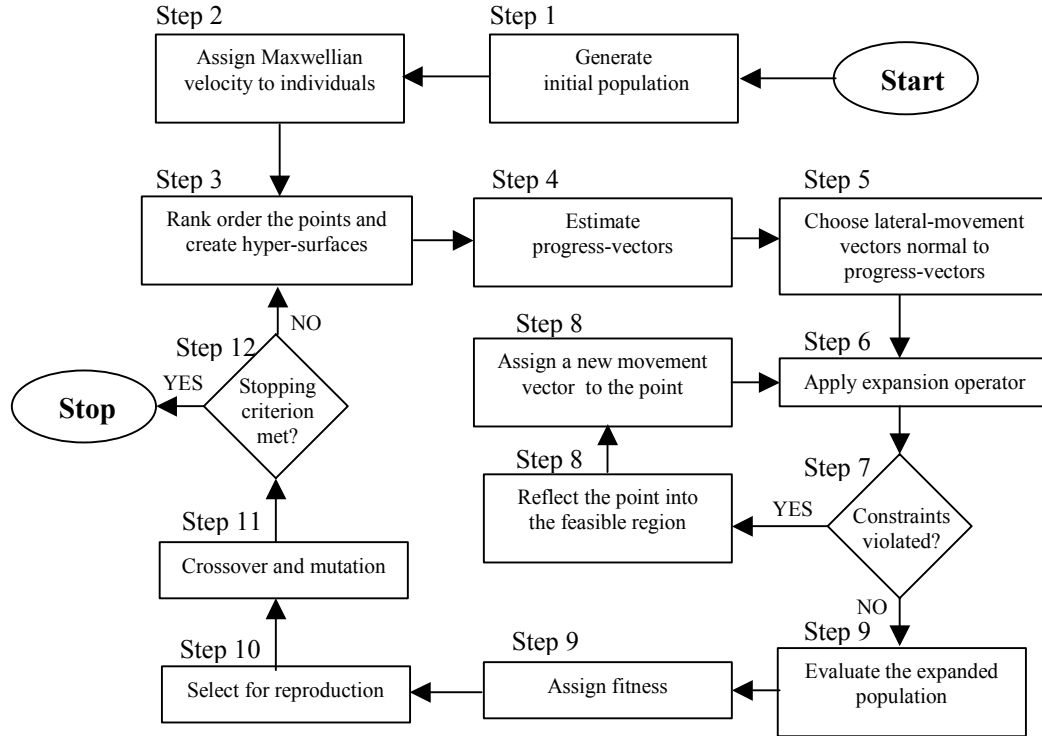 Step 2
Step 1
Assign Maxwellian
velocity to individuals
Generate
initial population
Start
Step 3
Step 4
Step 5
Rank order the points and
create hyper-surfaces
Estimate
progress-vectors
Choose lateral-movement
vectors normal to
progress-vectors
NO
Step 12
YES
Stopping
criterion
met?
Stop
Step 8
Assign a new movement
vector to the point
Step 6
Apply expansion operator
Step 8
Reflect the point into
the feasible region
YES
Step 7
Constraints
violated?
NO
Step 11
Crossover and mutation
Step 10
Select for reproduction
Step 9
Assign fitness
Step 9
Evaluate the expanded
population